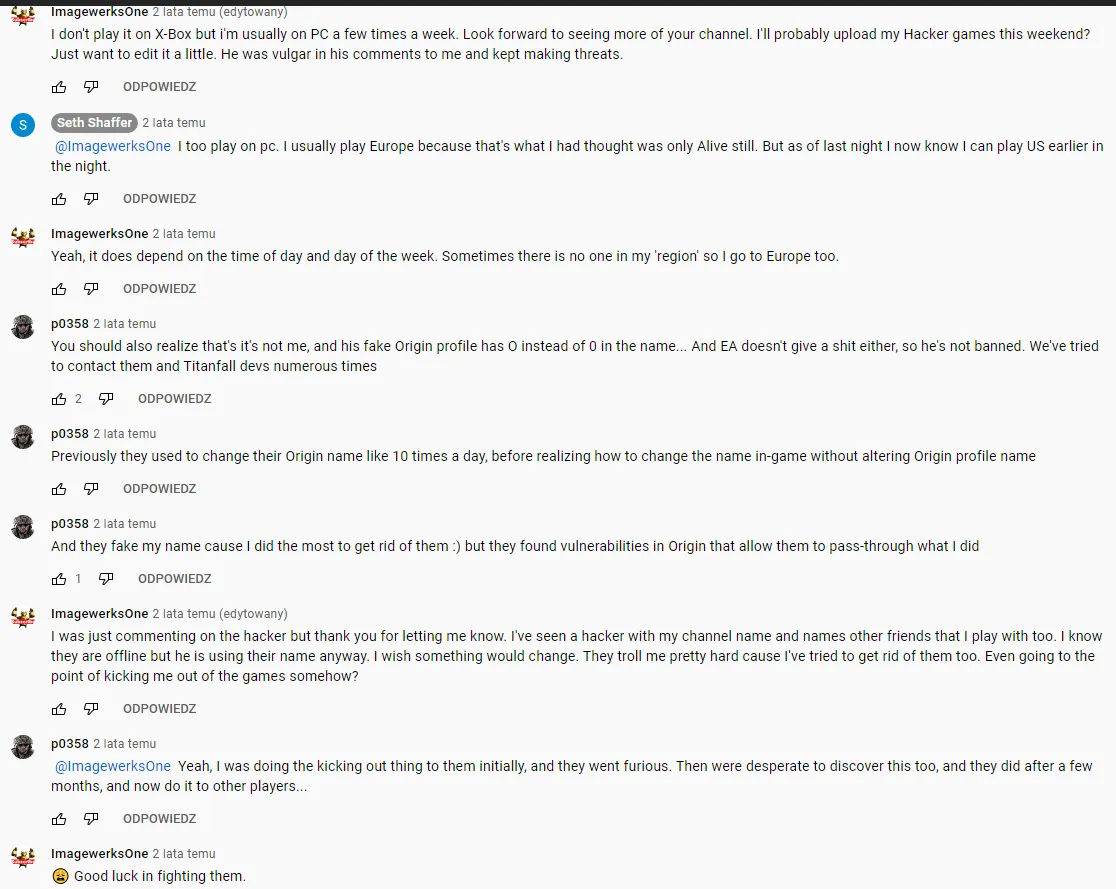 ImagewerksOne 2 lata temu (edytowany)
I don't play it on X-Box but i'm usually on PC a few times a week. Look forward to seeing more of your channel. I'll probably upload my Hacker games this weekend?
Just want to edit it a little. He was vulgar in his comments to me and kept making threats.
ODPOWIEDZ
S
Seth Shaffer 2 lata temu
@ImagewerksOne I too play on pc. I usually play Europe because that's what I had thought was only Alive still. But as of last night I now know I can play US earlier in
the night.
ODPOWIEDZ
ImagewerksOne 2 lata temu
Yeah, it does depend on the time of day and day of the week. Sometimes there is no one in my 'region' so I go to Europe too.
ODPOWIEDZ
p0358 2 lata temu
You should also realize that's it's not me, and his fake Origin profile has O instead of 0 in the name... And EA doesn't give a shit either, so he's not banned. We've tried
to contact them and Titanfall devs numerous times
2 ODPOWIEDZ
p0358 2 lata temu
Previously they used to change their Origin name like 10 times a day, before realizing how to change the name in-game without altering Origin profile name
ODPOWIEDZ
p0358 2 lata temu
And they fake my name cause I did the most to get rid of them :) but they found vulnerabilities in Origin that allow them to pass-through what I did
1 ODPOWIEDZ
ImagewerksOne 2 lata temu (edytowany)
I was just commenting on the hacker but thank you for letting me know. I've seen a hacker with my channel name and names other friends that I play with too. I know
they are offline but he is using their name anyway. I wish something would change. They troll me pretty hard cause I've tried to get rid of them too. Even going to the
point of kicking me out of the games somehow?
ODPOWIEDZ
p0358 2 lata temu
@ImagewerksOne Yeah, I was doing the kicking out thing to them initially, and they went furious. Then were desperate to discover this too, and they did after a few
months, and now do it to other players...
ODPOWIEDZ
ImagewerksOne 2 lata temu
😩 Good luck in fighting them.